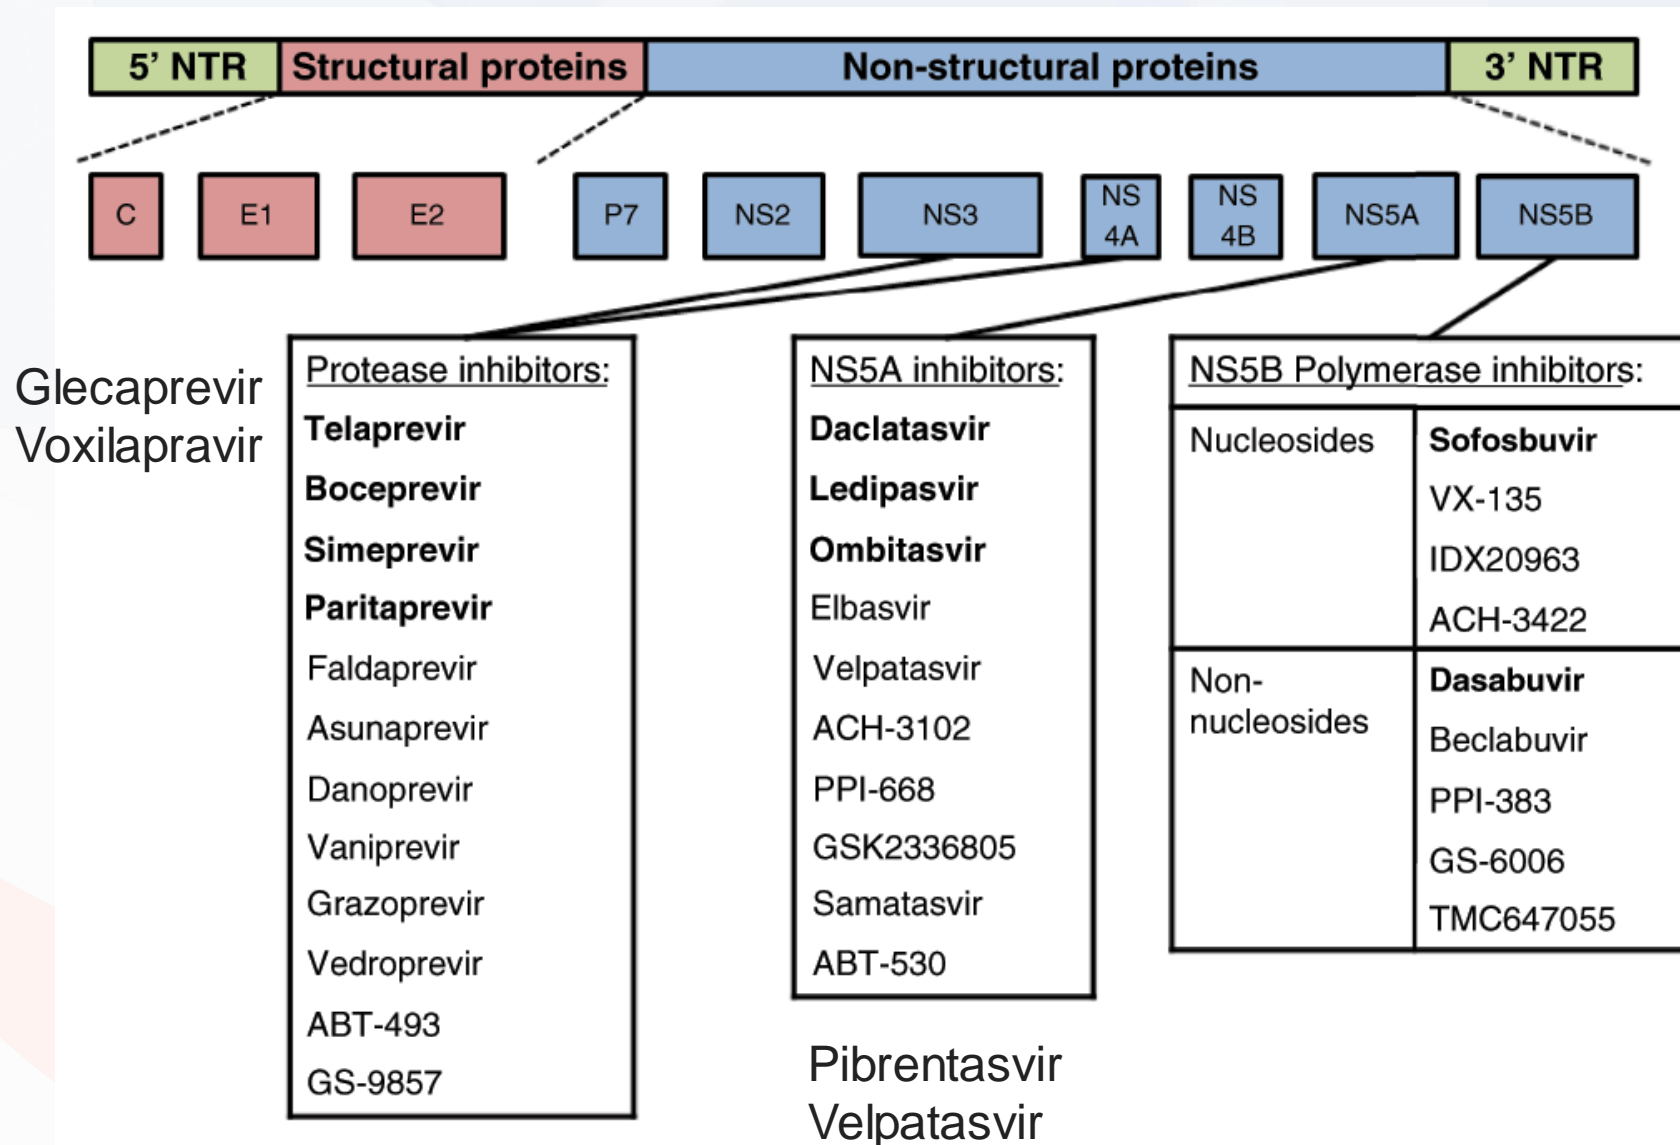 5’ NTR
Structural proteins
Non-structural proteins
3’ NTR
C
E1
E2
P7
NS2
NS3
NS
4A
NS
4B
NS5A
NS5B
Glecaprevir
Voxilapravir
Protease inhibitors:
Telaprevir
Boceprevir
Simeprevir
Paritaprevir
Faldaprevir
Asunaprevir
Danoprevir
Vaniprevir
Grazoprevir
Vedroprevir
ABT-493
GS-9857
NS5A inhibitors:
Daclatasvir
Ledipasvir
Ombitasvir
Elbasvir
Velpatasvir
ACH-3102
PPI-668
GSK2336805
Samatasvir
ABT-530
Pibrentasvir
Velpatasvir
NS5B Polymerase inhibitors:
Nucleosides
Sofosbuvir
VX-135
IDX20963
ACH-3422
Non-
nucleosides
Dasabuvir
Beclabuvir
PPI-383
GS-6006
TMC647055